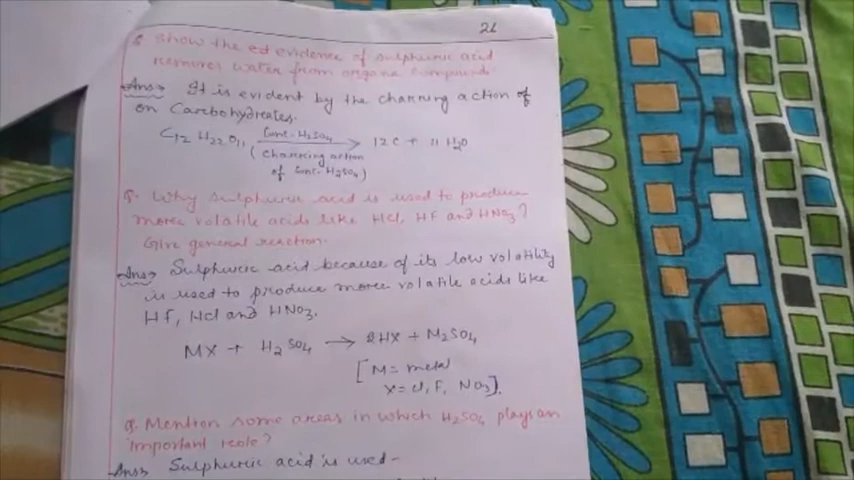 26
Q. Show the ed evidence of sulphuric acid
removes water from organic compounds.
Ans→ It is evident by the charring action of
on Carbohydrates.
C12 H22 O11 Conc. H2SO4 → 12C + 11 H2O
(charring action
of Conc. H2SO4)
Q. Why sulphuric acid is used to produce
more volatile acids like HCl, HF and HNO3?
Give general reaction.
Ans→ Sulphuric acid because of its low volatility
is used to produce more volatile acids like
HF, HCl and HNO3.
MX + H2SO4 → 2HX + M2SO4
[M = metal
X = Cl, F, NO3].
Q. Mention some areas in which H2SO4 plays an
important role?
Ans→ Sulphuric acid is used -